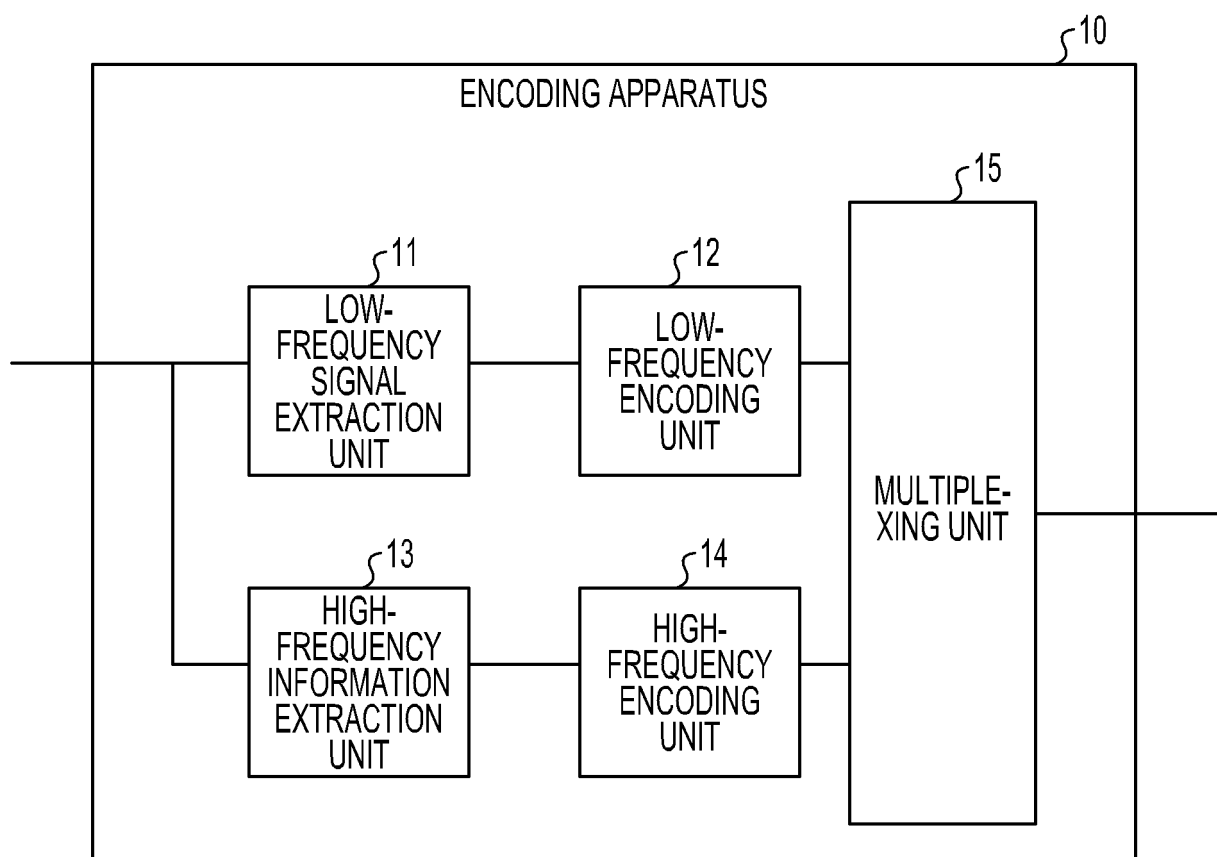 10
ENCODING APPARATUS
15
11
12
LOW-
FREQUENCY
SIGNAL
EXTRACTION
UNIT
LOW-
FREQUENCY
ENCODING
UNIT
MULTIPLE-
XING UNIT
13
14
HIGH-
FREQUENCY
INFORMATION
EXTRACTION
UNIT
HIGH-
FREQUENCY
ENCODING
UNIT